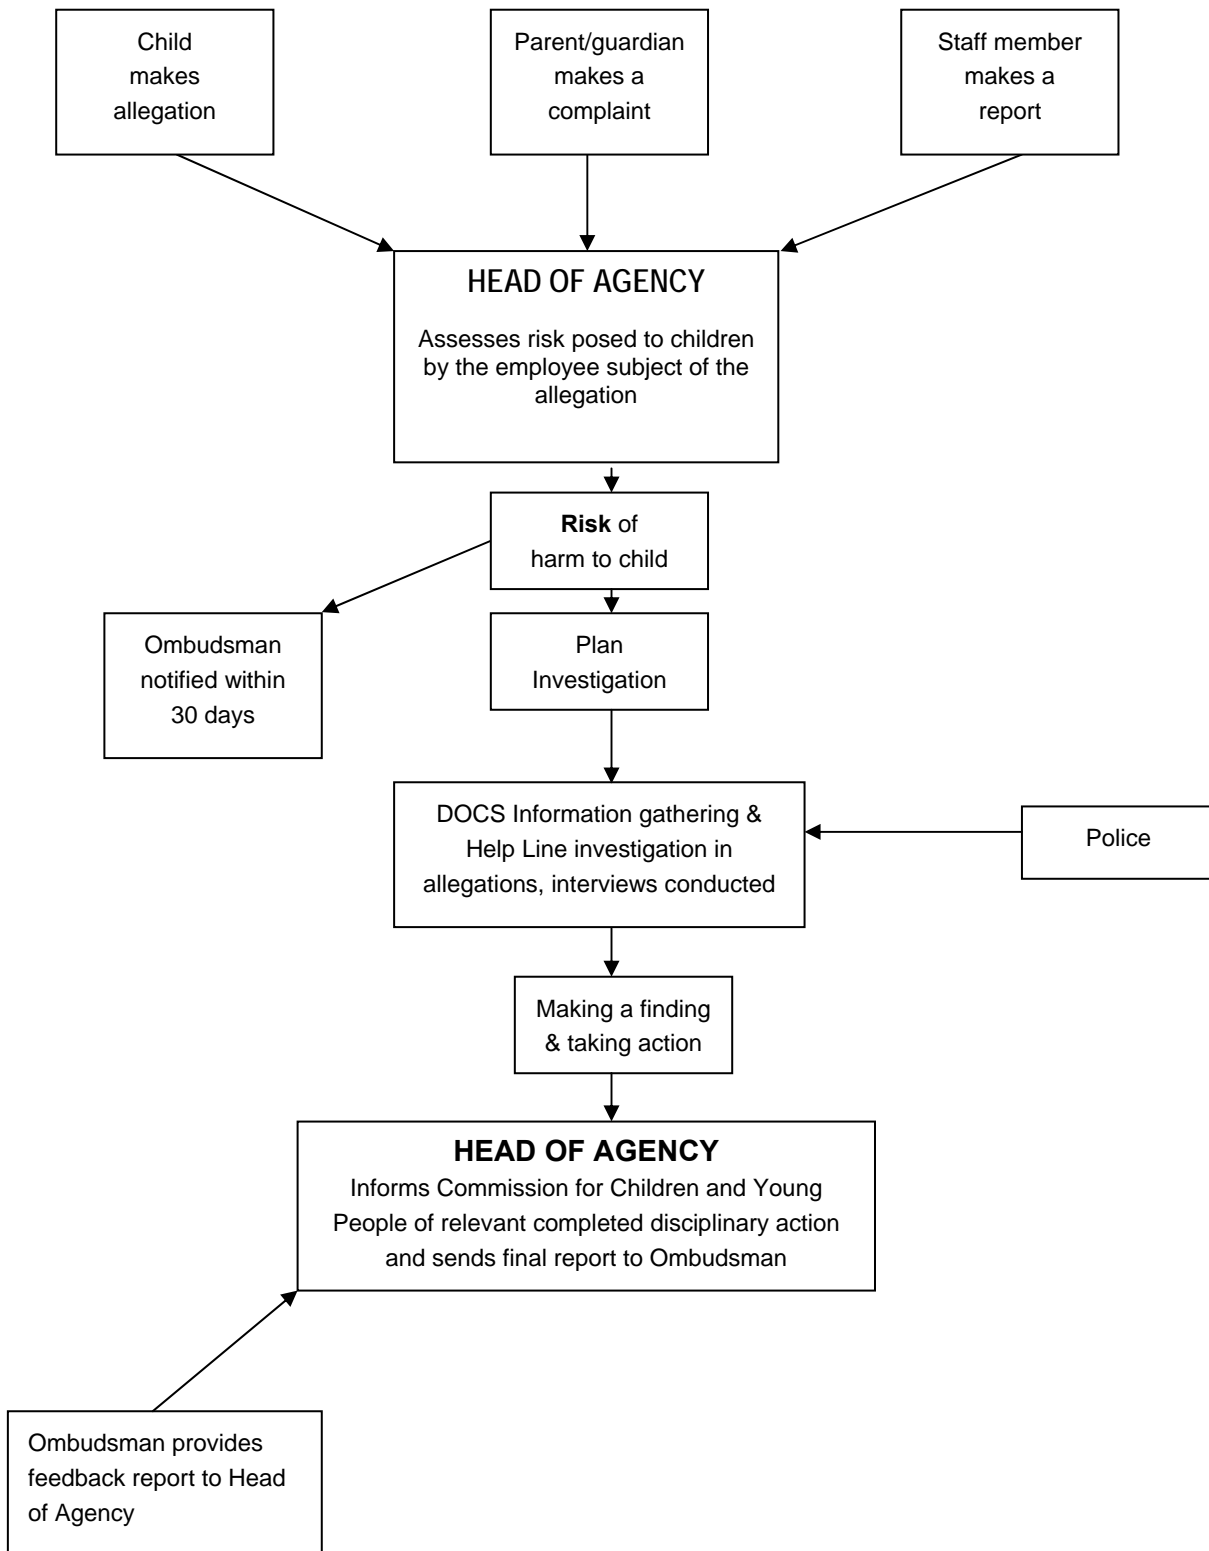 Child
makes
allegation
Parent/guardian
makes a
complaint
Staff member
makes a
report
HEAD OF AGENCY
Assesses risk posed to children
by the employee subject of the
allegation
Risk of
harm to child
Ombudsman
notified within
30 days
Plan
Investigation
DOCS Information gathering &
Help Line investigation in
allegations, interviews conducted
Police
Making a finding
& taking action
HEAD OF AGENCY
Informs Commission for Children and Young
People of relevant completed disciplinary action
and sends final report to Ombudsman
Ombudsman provides
feedback report to Head
of Agency